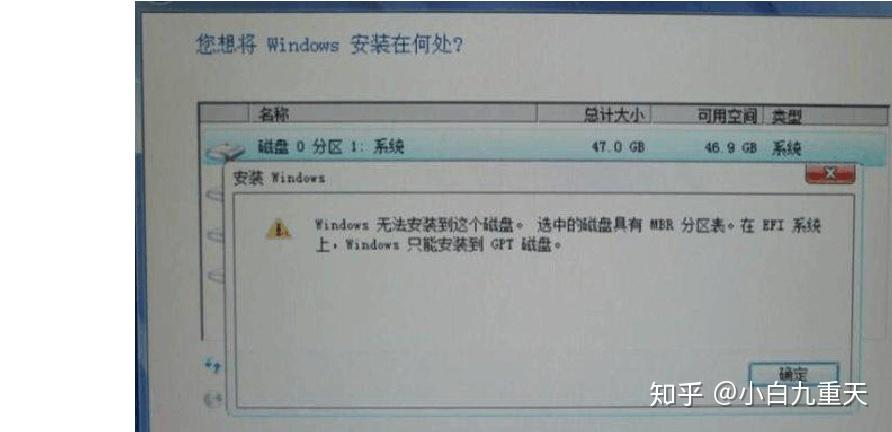 您想将 Windows 安装在何处?
名称 总计大小 可用空间 类型
磁盘 0 分区 1: 系统 47.0 GB 46.9 GB 系统
安装 Windows
Windows 无法安装到这个磁盘。 选中的磁盘具有 MBR 分区表。在 EFI 系统
上，Windows 只能安装到 GPT 磁盘。
确定
知乎 @小白九重天